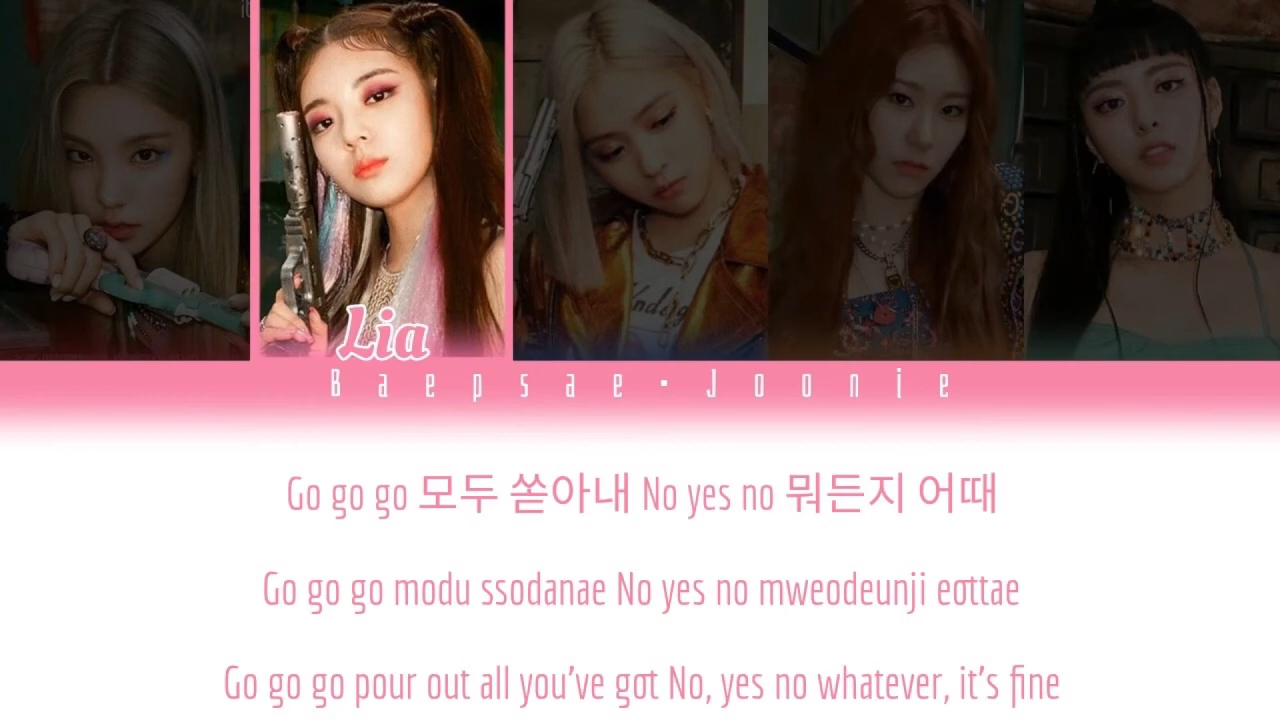 Lia
Baepsae·Joonie
Go go go 모두 쏟아내 No yes no 뭐든지 어때
Go go go modu ssodanae No yes no mweodeunji eottae
Go go go pour out all you've got No, yes no whatever, it's fine